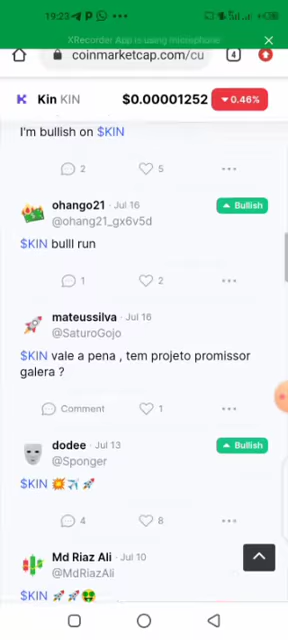 19:23
XRecorder App is using microphone
coinmarketcap.com/cu
4
Kin KIN
$0.00001252
0.46%
I'm bullish on $KIN
2
5
ohango21 · Jul 16
Bullish
@ohang21_gx6v5d
$KIN bulll run
1
2
mateussilva · Jul 16
@SaturoGojo
$KIN vale a pena , tem projeto promissor
galera ?
Comment
1
dodee · Jul 13
Bullish
@Sponger
$KIN 💥✈️🚀
4
8
Md Riaz Ali · Jul 10
@MdRiazAli
$KIN 🚀🚀🤑